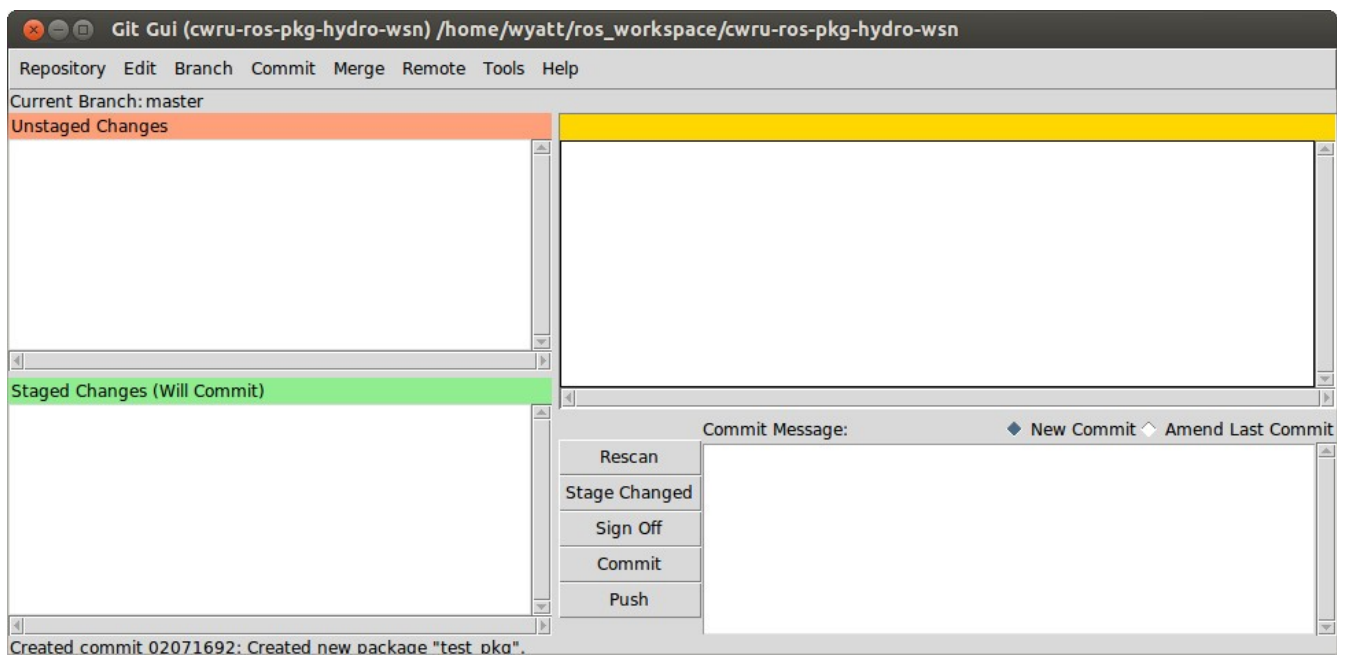 Git Gui (cwru-ros-pkg-hydro-wsn) /home/wyatt/ros_workspace/cwru-ros-pkg-hydro-wsn
Repository Edit Branch Commit Merge Remote Tools Help
Current Branch: master
Unstaged Changes
Staged Changes (Will Commit)
Commit Message:
New Commit
Amend Last Commit
Rescan
Stage Changed
Sign Off
Commit
Push
Created commit 02071692: Created new package "test_pkg".